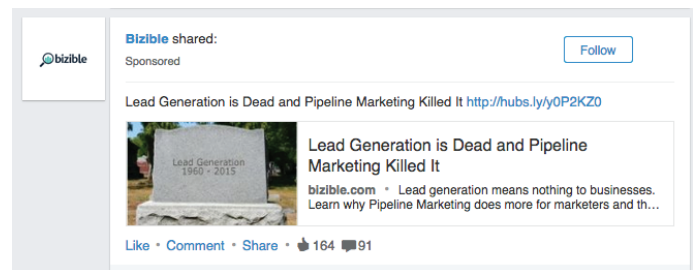 bizible
Bizible shared:
Sponsored
Follow
Lead Generation is Dead and Pipeline Marketing Killed It http://hubs.ly/y0P2KZ0
Lead Generation
1960 - 2015
Lead Generation is Dead and Pipeline
Marketing Killed It
bizible.com • Lead generation means nothing to businesses.
Learn why Pipeline Marketing does more for marketers and th...
Like • Comment • Share • 164 91